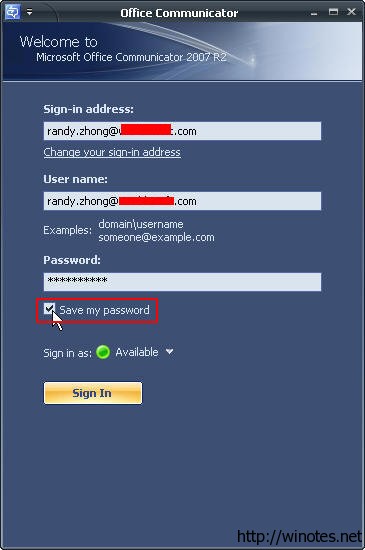 Office Communicator
Welcome to
Microsoft Office Communicator 2007 R2
Sign-in address:
randy.zhong@ .com
Change your sign-in address
User name:
randy.zhong@ .com
Examples: domain\username
someone@example.com
Password:
**********
Save my password
Sign in as: Available
Sign In
http://winotes.net